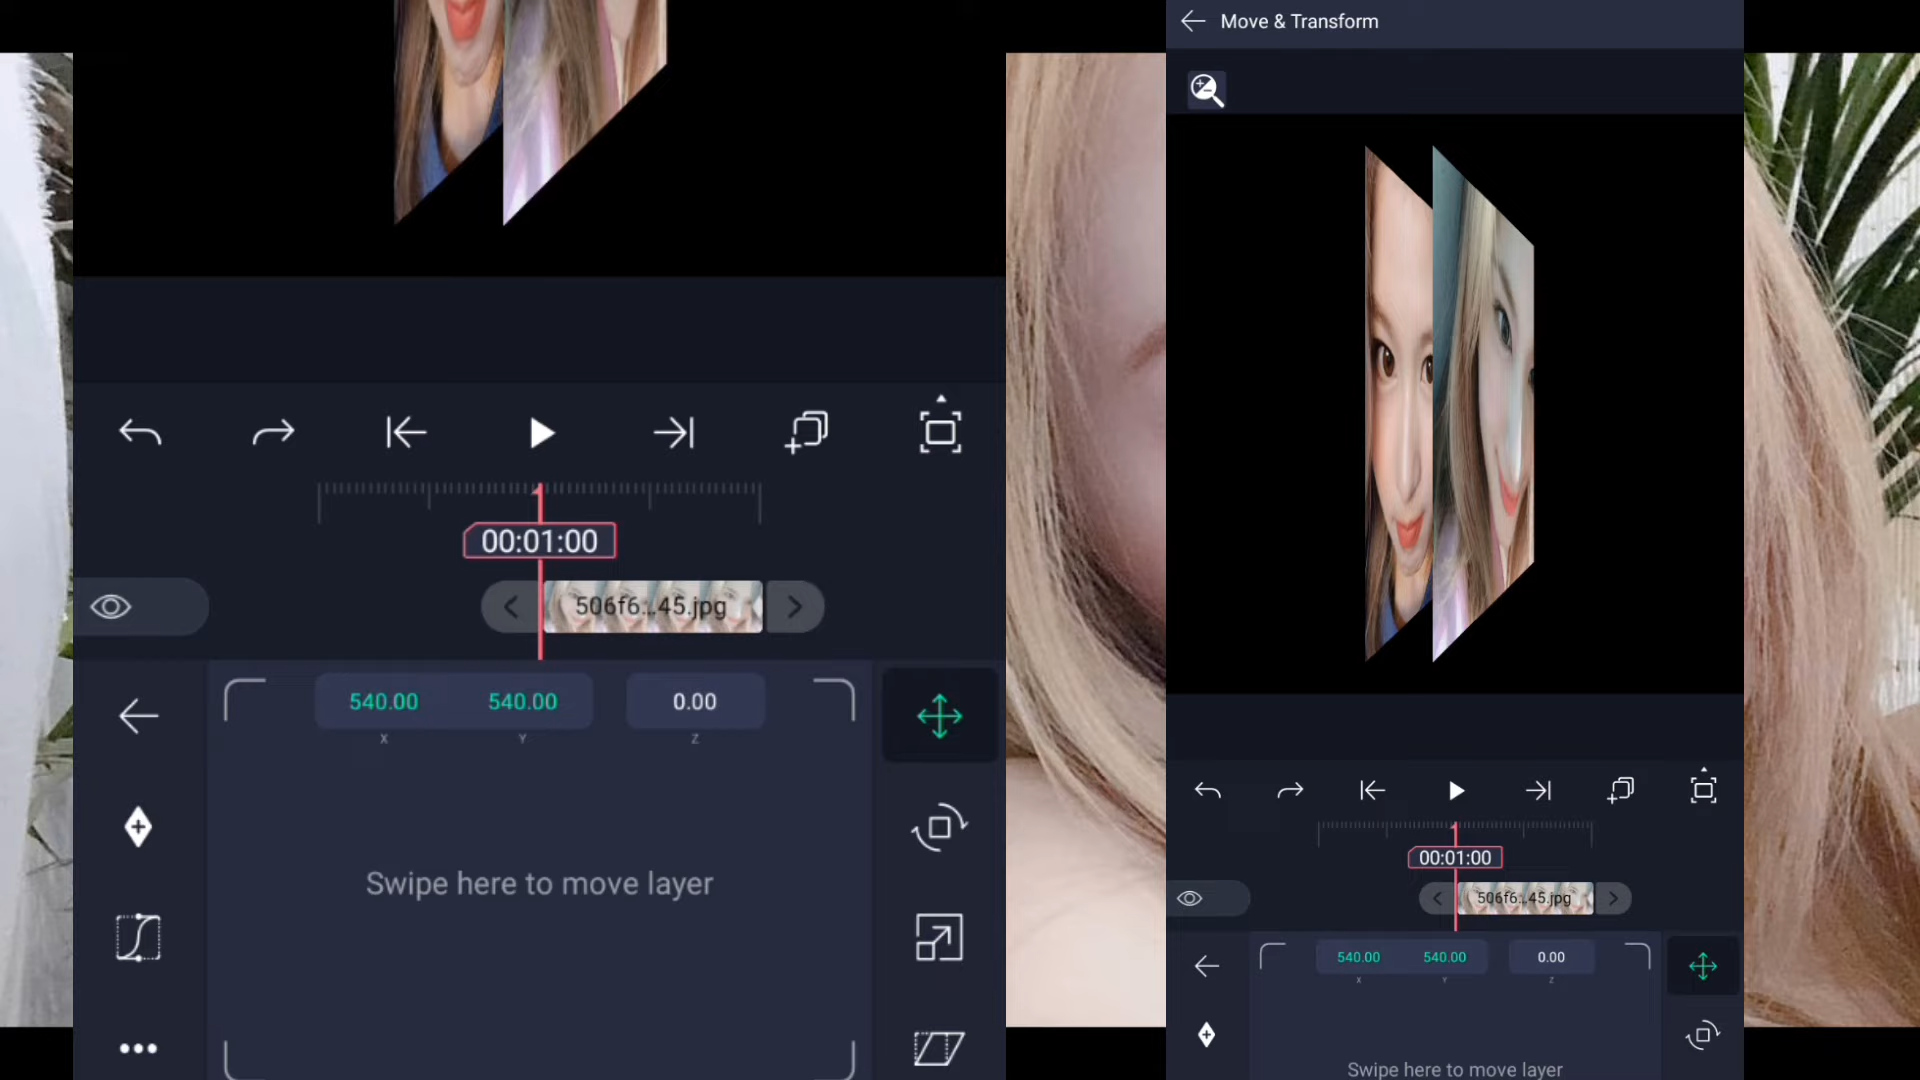 00:01:00
506f6...45.jpg
540.00 540.00 0.00
X Y Z
Swipe here to move layer
Move & Transform
00:01:00
506f6...45.jpg
540.00 540.00 0.00
X Y Z
Swipe here to move layer